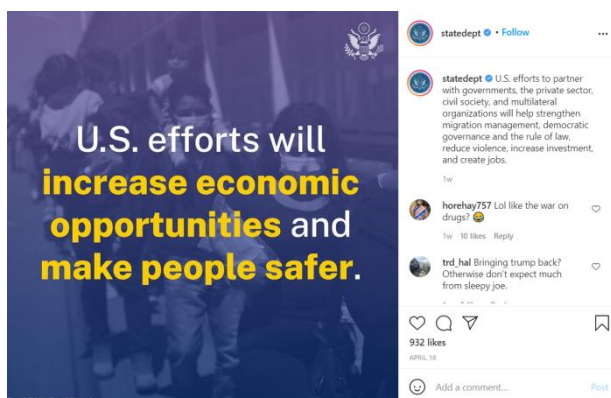 U.S. efforts will
increase economic
opportunities and
make people safer.
statedept • Follow
statedept U.S. efforts to partner
with governments, the private sector,
civil society, and multilateral
organizations will help strengthen
migration management, democratic
governance and the rule of law,
reduce violence, increase investment,
and create jobs.
1w
horehay757 Lol like the war on
drugs? 😂
1w 10 likes Reply
trd_hal Bringing trump back?
Otherwise don't expect much
from sleepy joe.
932 likes
Add a comment...
Post